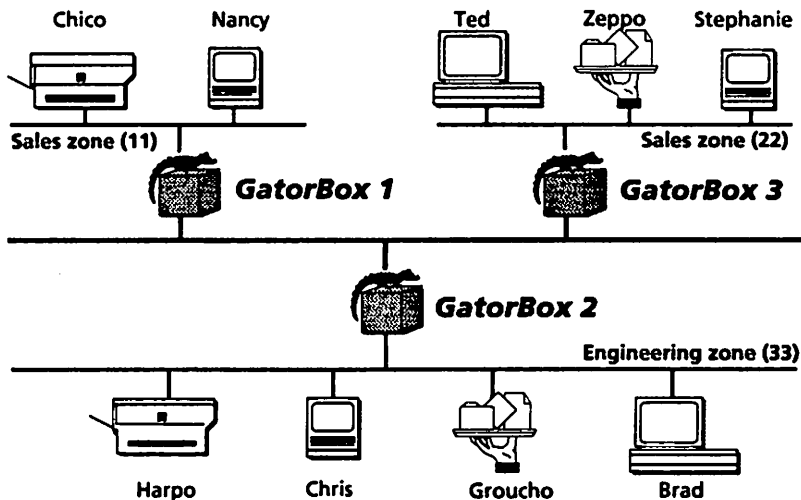 Chico Nancy Ted Zeppo Stephanie
Sales zone (11) Sales zone (22)
GatorBox 1 GatorBox 3
GatorBox 2
Engineering zone (33)
Harpo Chris Groucho Brad